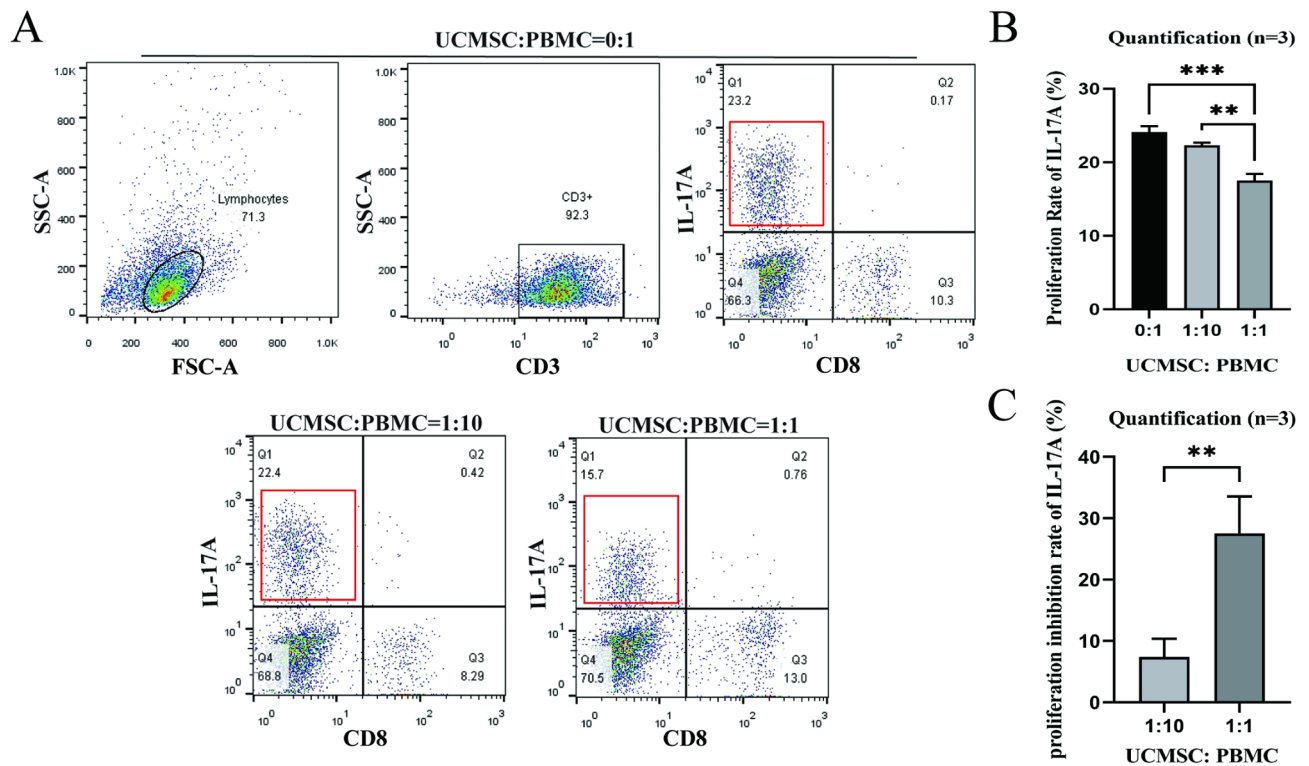 A
UCMSC:PBMC=0:1
1.0K
800
600
400
200
0
SSC-A
Lymphocytes
71.3
0 200 400 600 800 1.0K
FSC-A
1.0K
800
600
400
200
0
SSC-A
CD3+
92.3
10^0 10^1 10^2 10^3
CD3
10^4
10^3
10^2
10^1
10^0
IL-17A
Q1
23.2
Q2
0.17
Q4
66.3
Q3
10.3
10^0 10^1 10^2 10^3
CD8
UCMSC:PBMC=1:10
10^4
10^3
10^2
10^1
10^0
IL-17A
Q1
22.4
Q2
0.42
Q4
68.8
Q3
8.29
10^0 10^1 10^2 10^3
CD8
UCMSC:PBMC=1:1
10^4
10^3
10^2
10^1
10^0
IL-17A
Q1
15.7
Q2
0.76
Q4
70.5
Q3
13.0
10^0 10^1 10^2 10^3
CD8
B
Quantification (n=3)
Proliferation Rate of IL-17A (%)
30
20
10
0
***
**
0:1 1:10 1:1
UCMSC: PBMC
C
Quantification (n=3)
proliferation inhibition rate of IL-17A (%)
40
30
20
10
0
**
1:10 1:1
UCMSC: PBMC